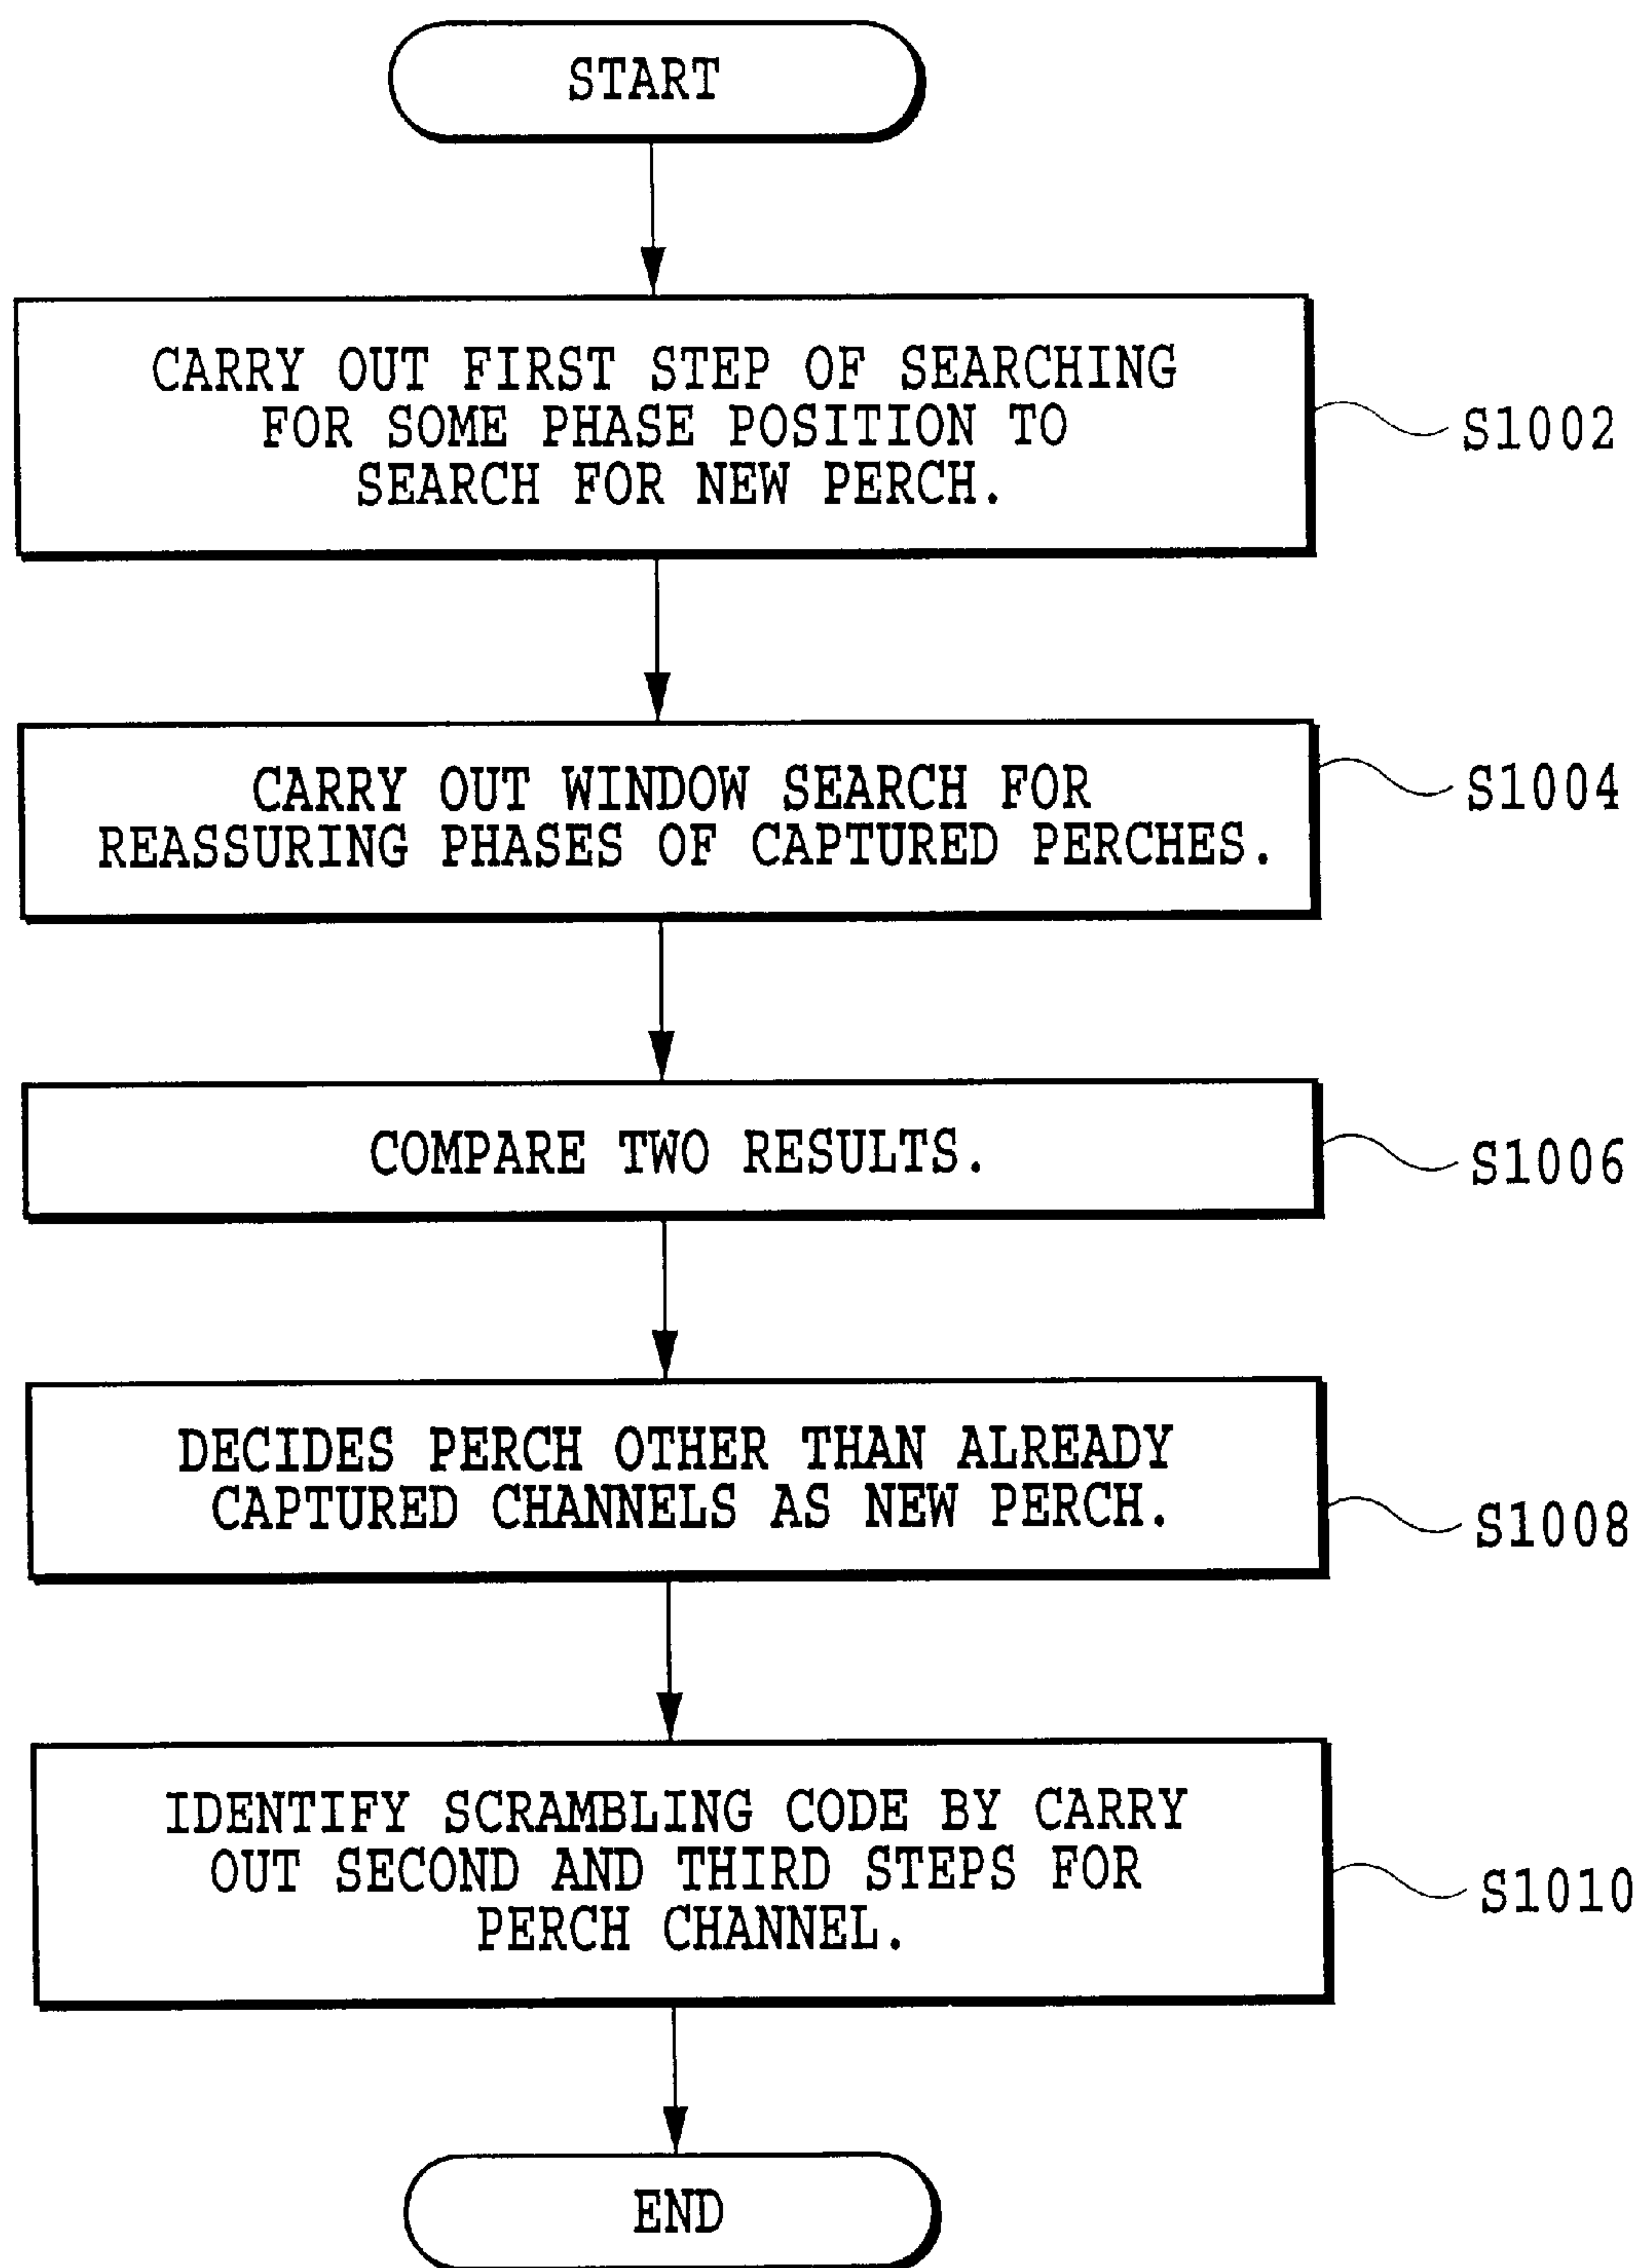 START
CARRY OUT FIRST STEP OF SEARCHING
FOR SOME PHASE POSITION TO
SEARCH FOR NEW PERCH.
S1002
CARRY OUT WINDOW SEARCH FOR
REASSURING PHASES OF CAPTURED PERCHES.
S1004
COMPARE TWO RESULTS.
S1006
DECIDES PERCH OTHER THAN ALREADY
CAPTURED CHANNELS AS NEW PERCH.
S1008
IDENTIFY SCRAMBLING CODE BY CARRY
OUT SECOND AND THIRD STEPS FOR
PERCH CHANNEL.
S1010
END